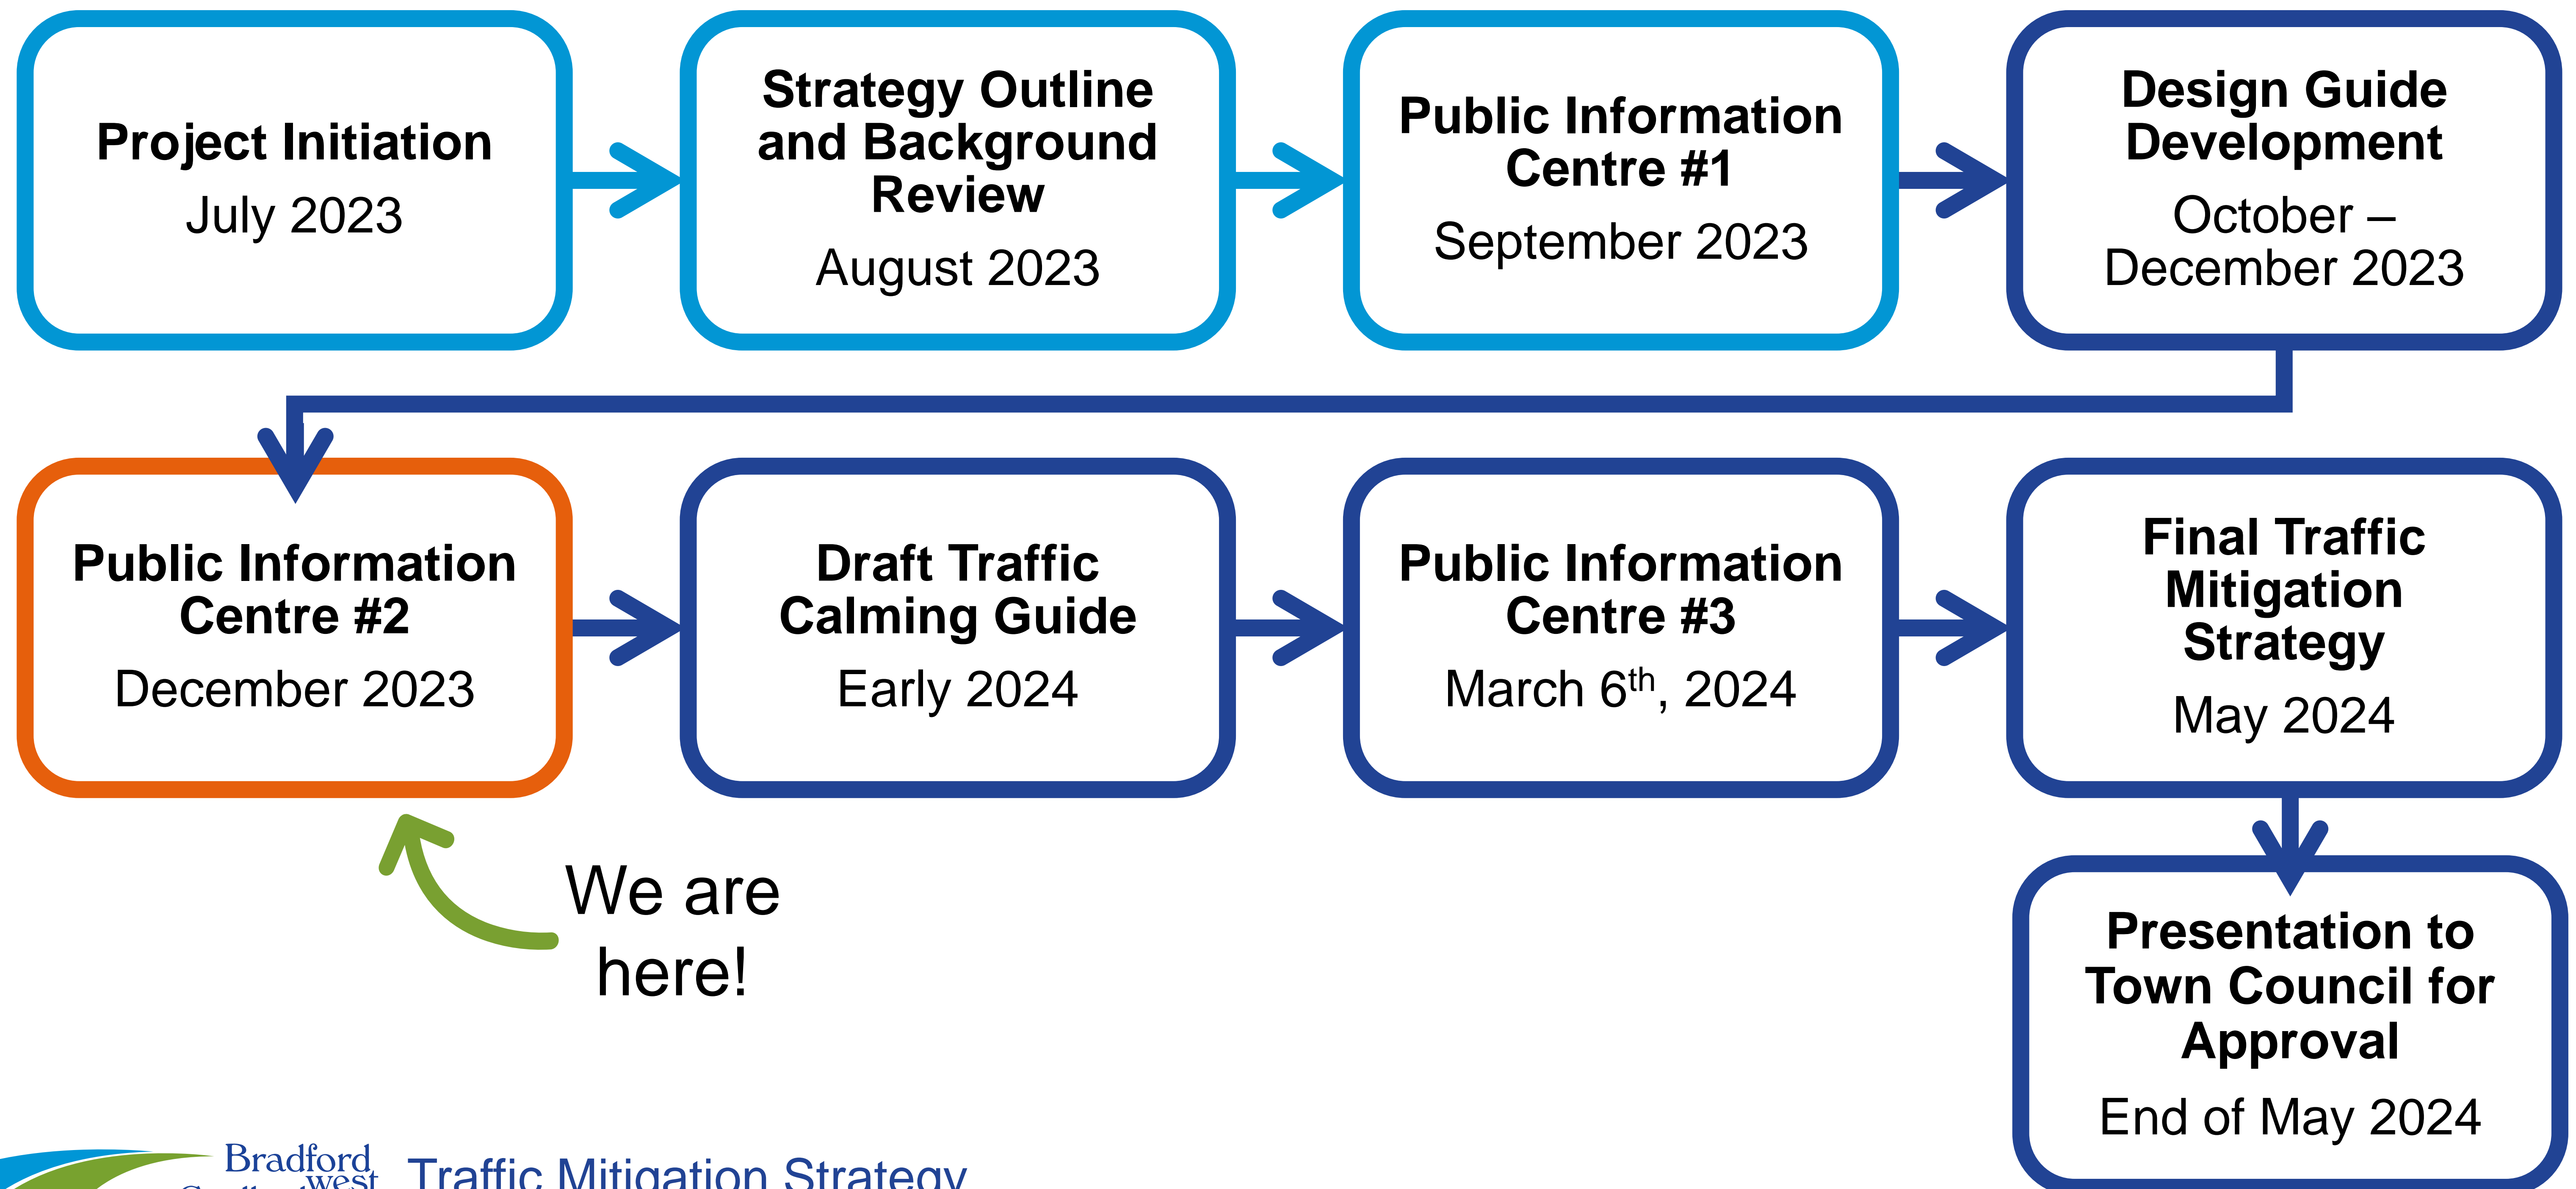 Project Initiation
July 2023
Strategy Outline
and Background
Review
August 2023
Public Information
Centre #1
September 2023
Design Guide
Development
October –
December 2023
Public Information
Centre #2
December 2023
Draft Traffic
Calming Guide
Early 2024
Public Information
Centre #3
March 6th, 2024
Final Traffic
Mitigation
Strategy
May 2024
We are
here!
Presentation to
Town Council for
Approval
End of May 2024
Bradford
west
Traffic Mitigation Strategy